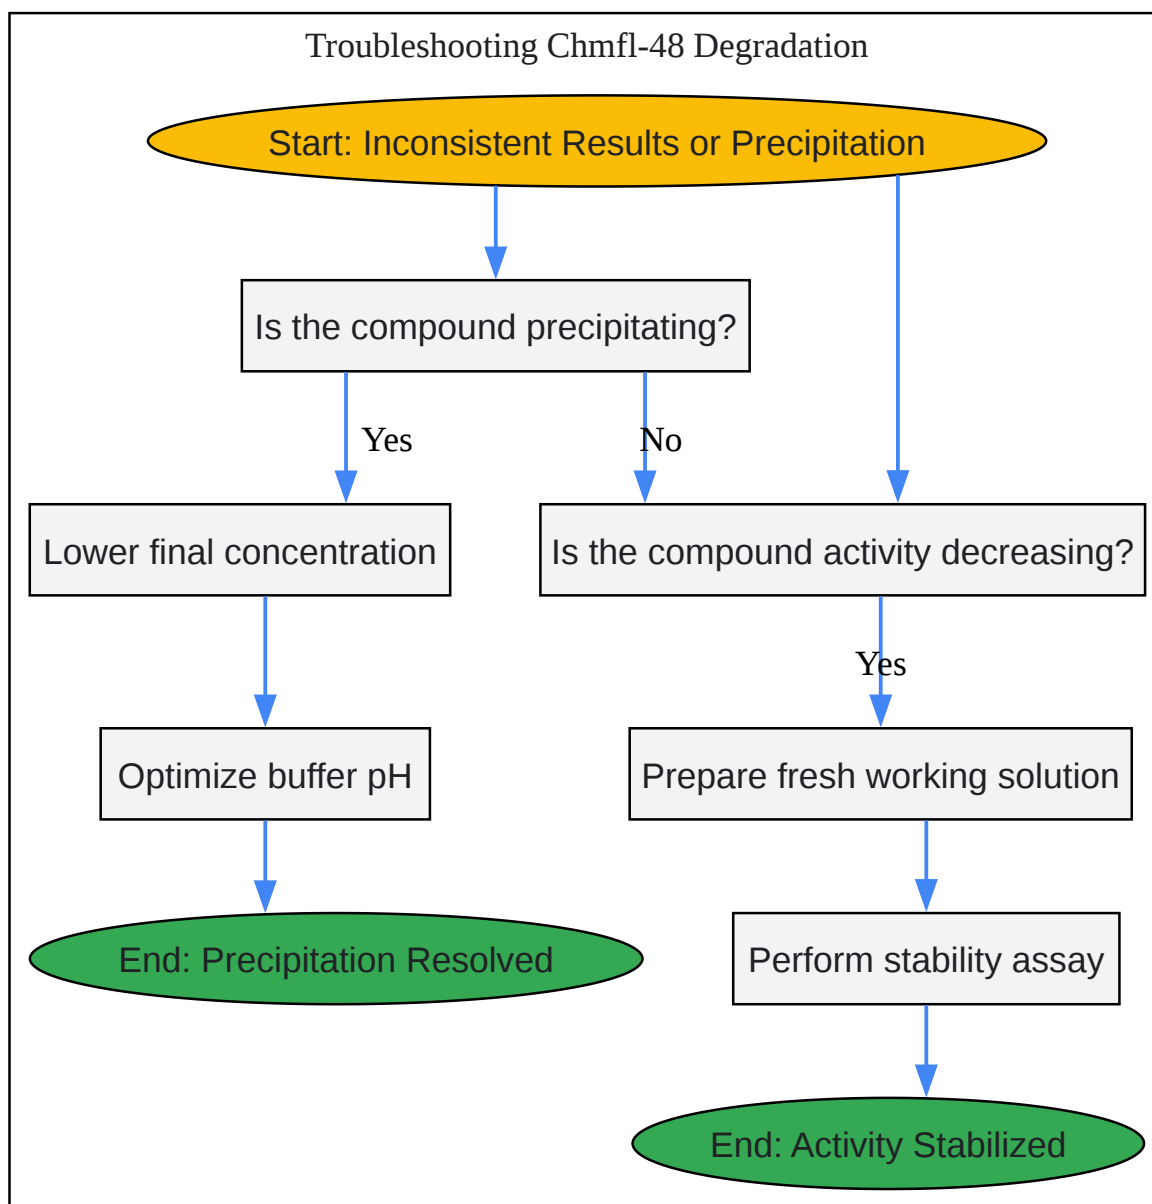 Troubleshooting Chmfl-48 Degradation
Start: Inconsistent Results or Precipitation
Is the compound precipitating?
Yes
No
Lower final concentration
Is the compound activity decreasing?
Yes
Optimize buffer pH
Prepare fresh working solution
End: Precipitation Resolved
Perform stability assay
End: Activity Stabilized